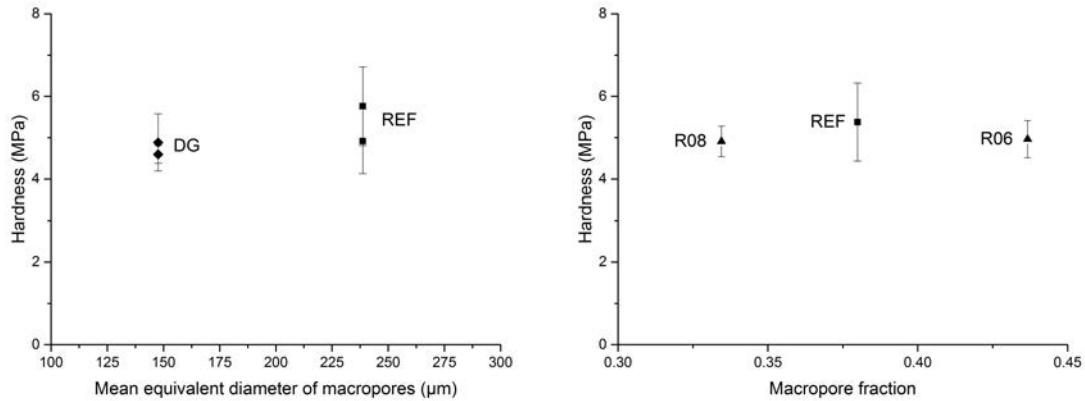 Hardness (MPa)
8
6
4
2
0
DG
REF
100 125 150 175 200 225 250 275 300
Mean equivalent diameter of macropores (µm)
Hardness (MPa)
8
6
4
2
0
R08
REF
R06
0.30 0.35 0.40 0.45
Macropore fraction